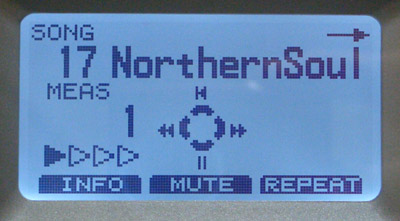 SONG
17 NorthernSoul
MEAS
1
INFO MUTE REPEAT